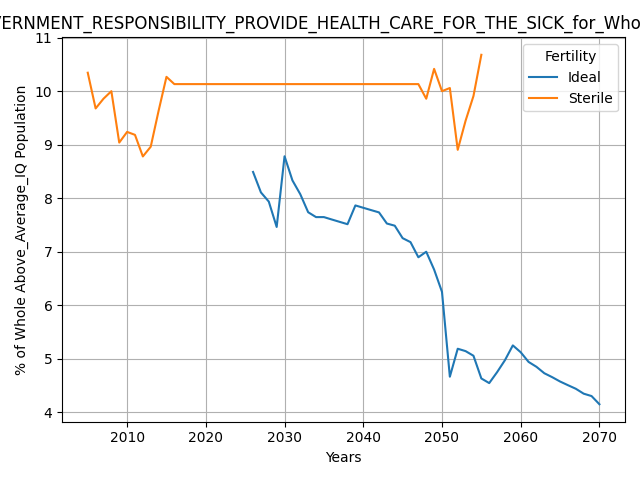 VERNMENT_RESPONSIBILITY_PROVIDE_HEALTH_CARE_FOR_THE_SICK_for_Who
11
10
9
8
7
6
5
4
% of Whole Above_Average_IQ Population
Fertility
Ideal
Sterile
2010 2020 2030 2040 2050 2060 2070
Years